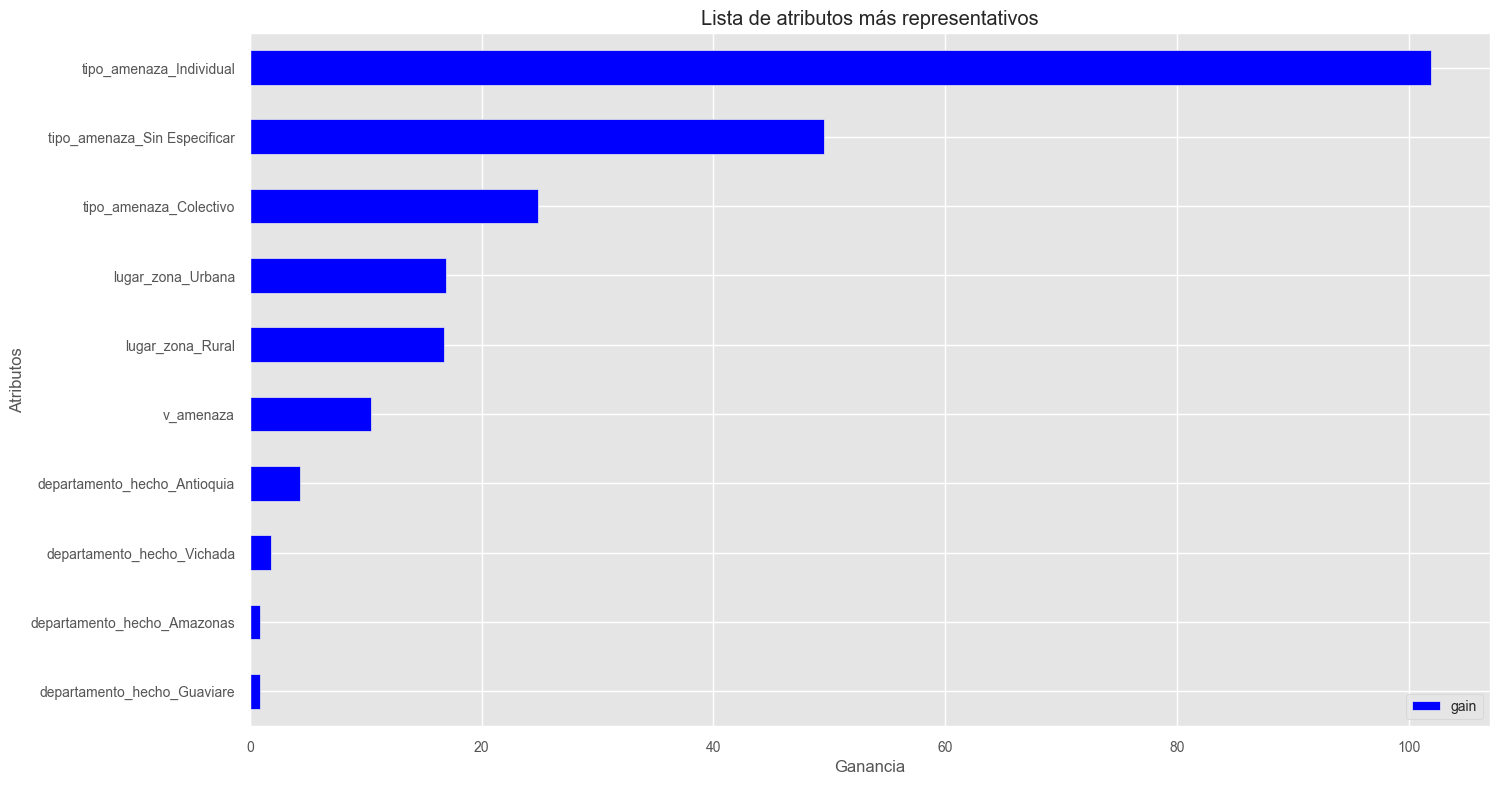 Lista de atributos más representativos
tipo_amenaza_Individual
tipo_amenaza_Sin Especificar
tipo_amenaza_Colectivo
lugar_zona_Urbana
lugar_zona_Rural
v_amenaza
departamento_hecho_Antioquia
departamento_hecho_Vichada
departamento_hecho_Amazonas
departamento_hecho_Guaviare
Atributos
gain
0 20 40 60 80 100
Ganancia